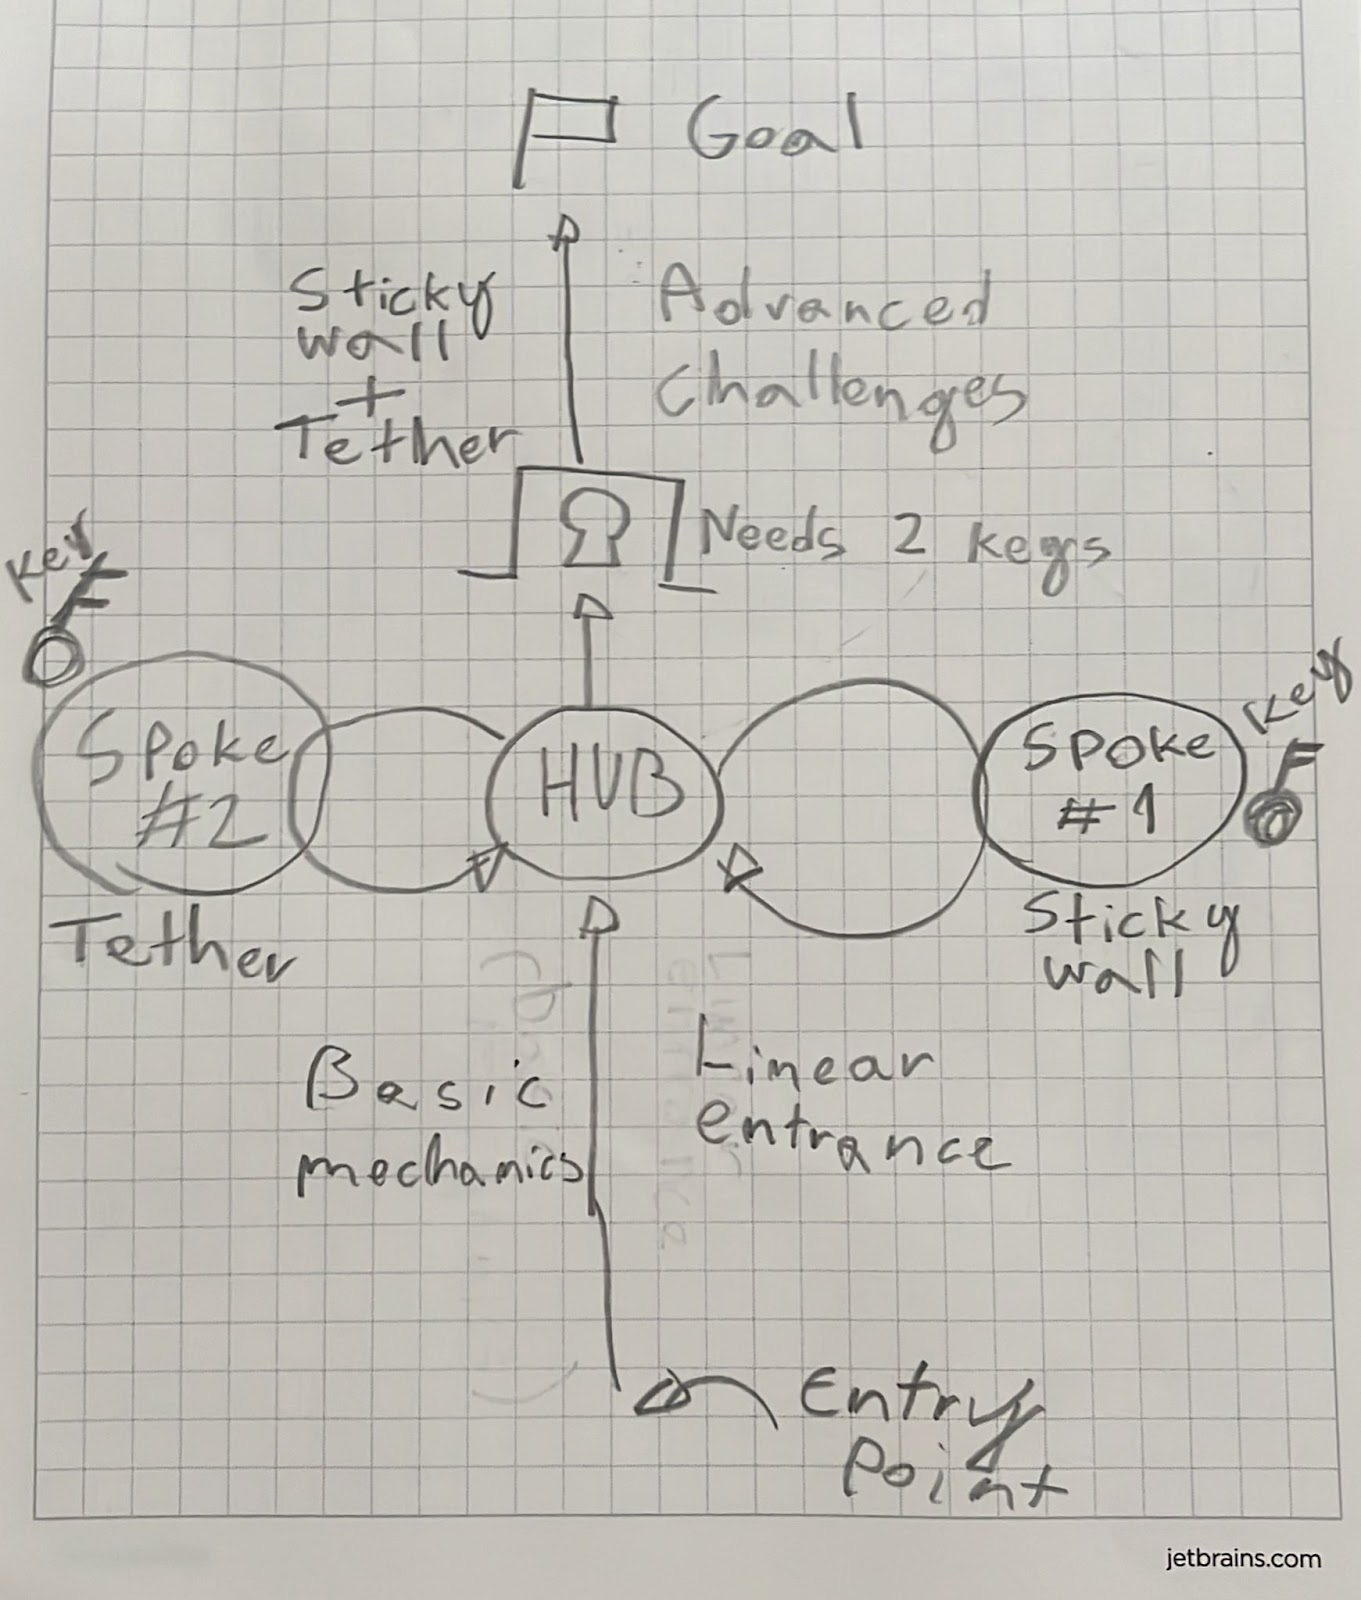 Goal
Sticky
wall
+
Tether
Advanced
Challenges
Needs 2 keys
Key
Key
Spoke
#2
HUB
Spoke
#1
Tether
Sticky
wall
Basic
mechanics
Linear
entrance
Entry
Point
jetbrains.com